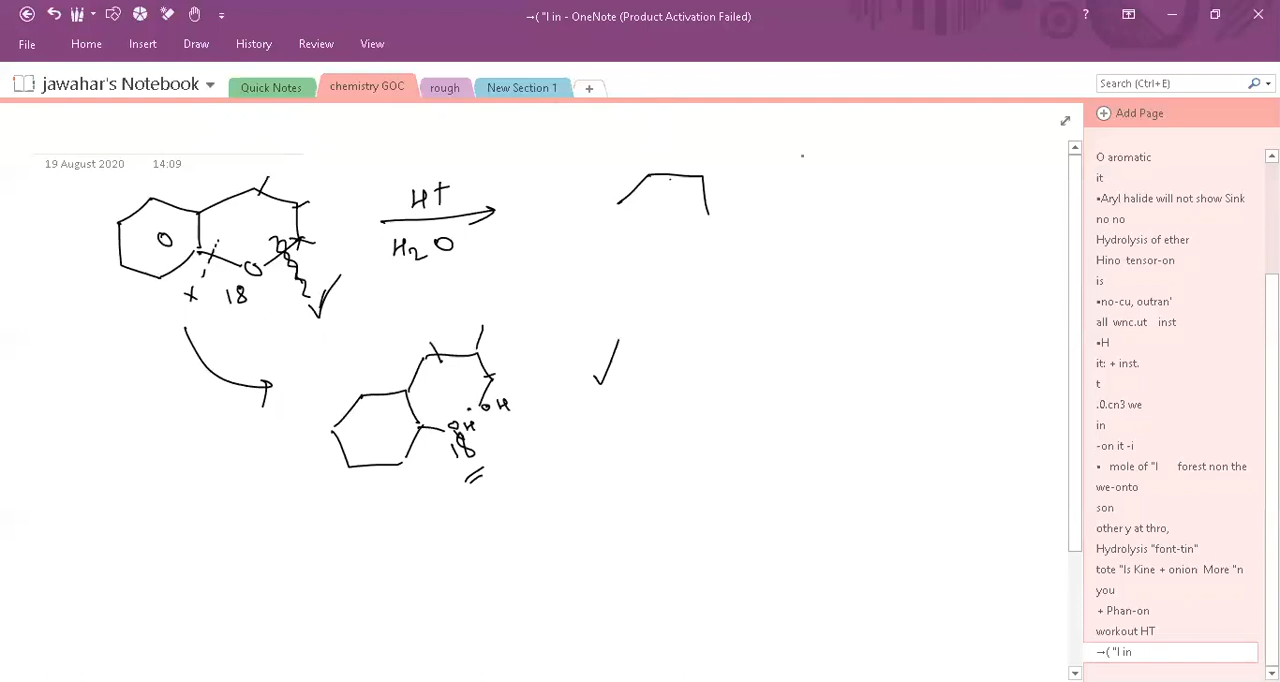 →( "l in - OneNote (Product Activation Failed)
?
File Home Insert Draw History Review View
jawahar's Notebook
Quick Notes chemistry GOC rough New Section 1 +
Search (Ctrl+E)
Add Page
19 August 2020 14:09
H+
H2O
O
O
18
OH
OH
18
O aromatic
it
•Aryl halide will not show Sink
no no
Hydrolysis of ether
Hino tensor-on
is
•no-cu, outran'
all wnc.ut inst
•H
it: + inst.
t
.0.cn3 we
in
-on it -i
• mole of "l forest non the
we-onto
son
other y at thro,
Hydrolysis "font-tin"
tote "Is Kine + onion More "n
you
+ Phan-on
workout HT
→( "l in